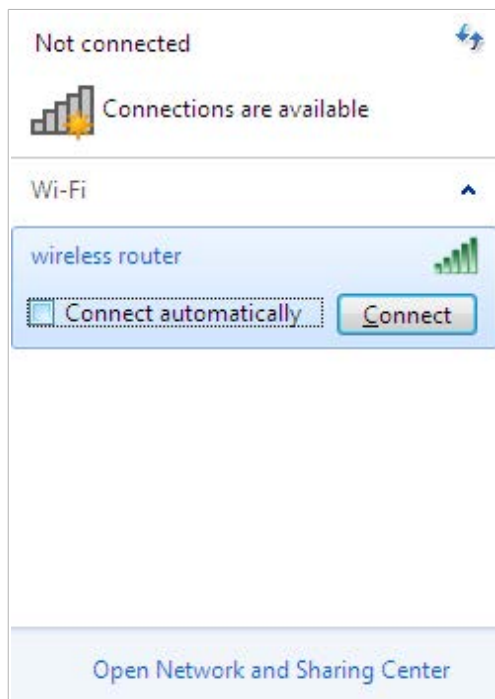 Not connected
Connections are available
Wi-Fi
wireless router
Connect automatically
Connect
Open Network and Sharing Center